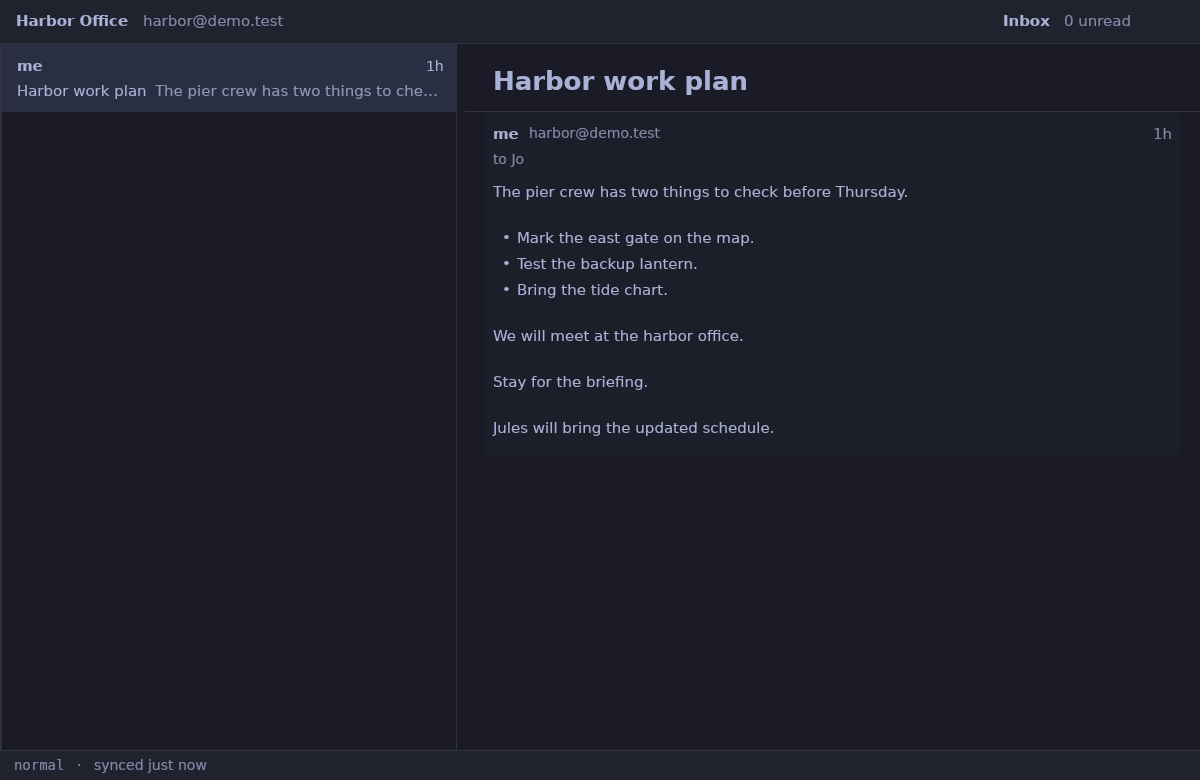 Harbor Office harbor@demo.test Inbox 0 unread
me 1h
Harbor work plan The pier crew has two things to che…
Harbor work plan
me harbor@demo.test 1h
to Jo
The pier crew has two things to check before Thursday.
• Mark the east gate on the map.
• Test the backup lantern.
• Bring the tide chart.
We will meet at the harbor office.
Stay for the briefing.
Jules will bring the updated schedule.
normal · synced just now